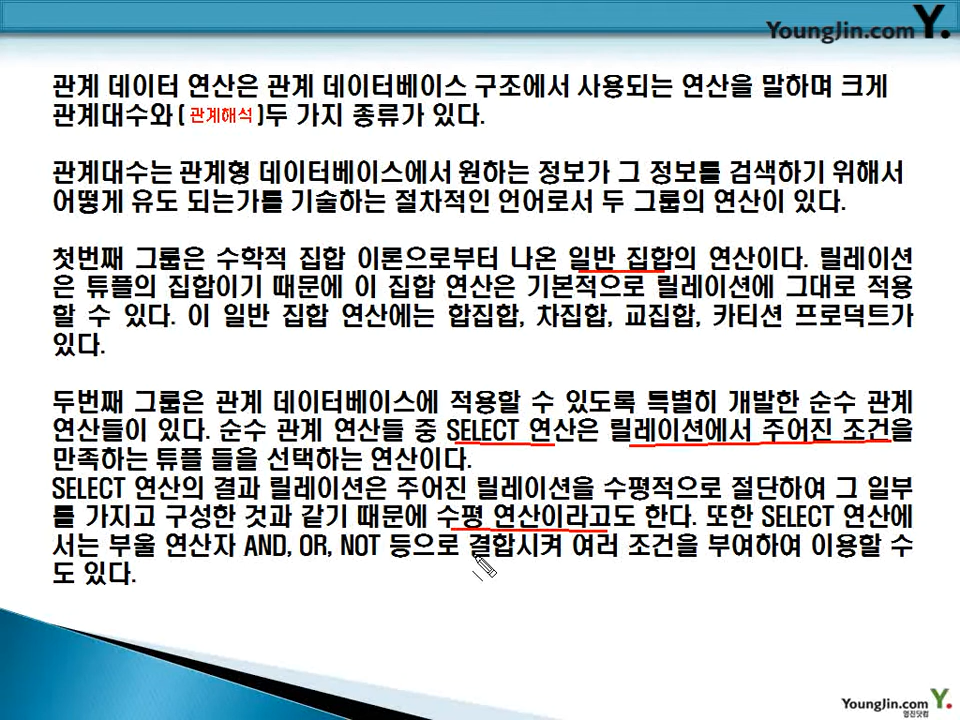 YoungJin.com Y.
관계 데이터 연산은 관계 데이터베이스 구조에서 사용되는 연산을 말하며 크게
관계대수와 ( 관계해석 )두 가지 종류가 있다.
관계대수는 관계형 데이터베이스에서 원하는 정보가 그 정보를 검색하기 위해서
어떻게 유도 되는가를 기술하는 절차적인 언어로서 두 그룹의 연산이 있다.
첫번째 그룹은 수학적 집합 이론으로부터 나온 일반 집합의 연산이다. 릴레이션
은 튜플의 집합이기 때문에 이 집합 연산은 기본적으로 릴레이션에 그대로 적용
할 수 있다. 이 일반 집합 연산에는 합집합, 차집합, 교집합, 카티션 프로덕트가
있다.
두번째 그룹은 관계 데이터베이스에 적용할 수 있도록 특별히 개발한 순수 관계
연산들이 있다. 순수 관계 연산들 중 SELECT 연산은 릴레이션에서 주어진 조건을
만족하는 튜플 들을 선택하는 연산이다.
SELECT 연산의 결과 릴레이션은 주어진 릴레이션을 수평적으로 절단하여 그 일부
를 가지고 구성한 것과 같기 때문에 수평 연산이라고도 한다. 또한 SELECT 연산에
서는 부울 연산자 AND, OR, NOT 등으로 결합시켜 여러 조건을 부여하여 이용할 수
도 있다.
YoungJin.com Y.
영진닷컴